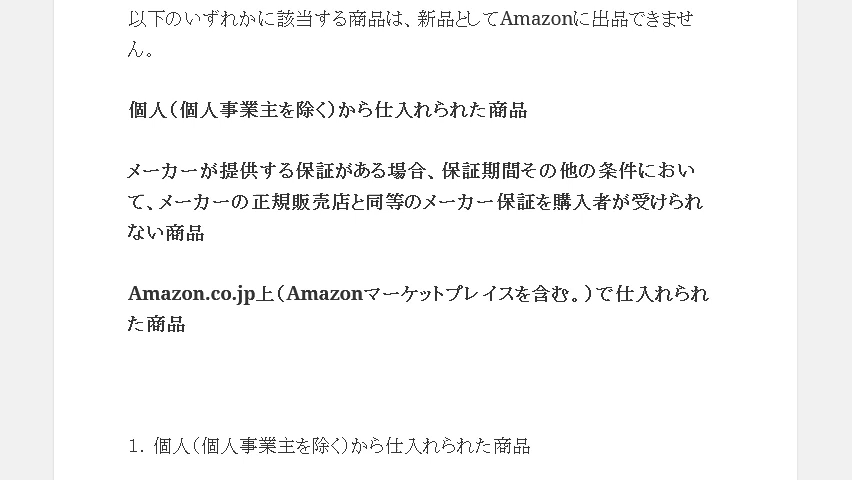 以下のいずれかに該当する商品は、新品としてAmazonに出品できませ
ん。
個人（個人事業主を除く）から仕入れられた商品
メーカーが提供する保証がある場合、保証期間その他の条件におい
て、メーカーの正規販売店と同等のメーカー保証を購入者が受けられ
ない商品
Amazon.co.jp上（Amazonマーケットプレイスを含む。）で仕入れられ
た商品
1. 個人（個人事業主を除く）から仕入れられた商品